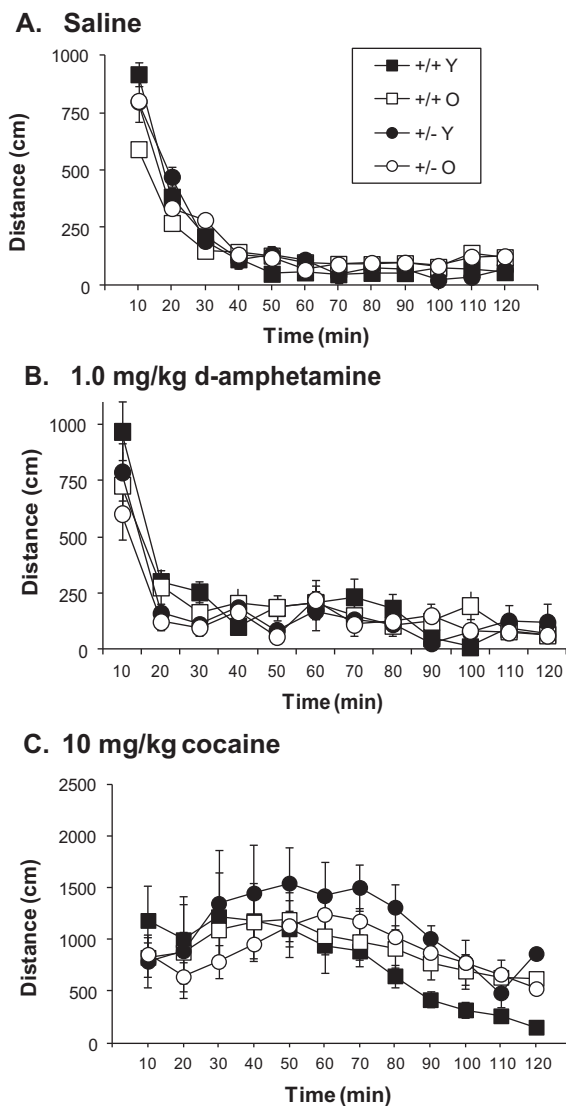 A. Saline
1000
750
500
250
0
Distance (cm)
+/+ Y
+/+ O
+/- Y
+/- O
10 20 30 40 50 60 70 80 90 100 110 120
Time (min)
B. 1.0 mg/kg d-amphetamine
1000
750
500
250
0
Distance (cm)
10 20 30 40 50 60 70 80 90 100 110 120
Time (min)
C. 10 mg/kg cocaine
2500
2000
1500
1000
500
0
Distance (cm)
10 20 30 40 50 60 70 80 90 100 110 120
Time (min)